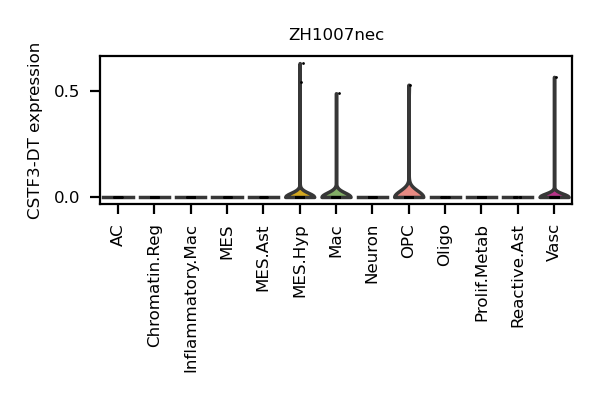 ZH1007nec
CSTF3-DT expression
0.5
0.0
AC
Chromatin.Reg
Inflammatory.Mac
MES
MES.Ast
MES.Hyp
Mac
Neuron
OPC
Oligo
Prolif.Metab
Reactive.Ast
Vasc